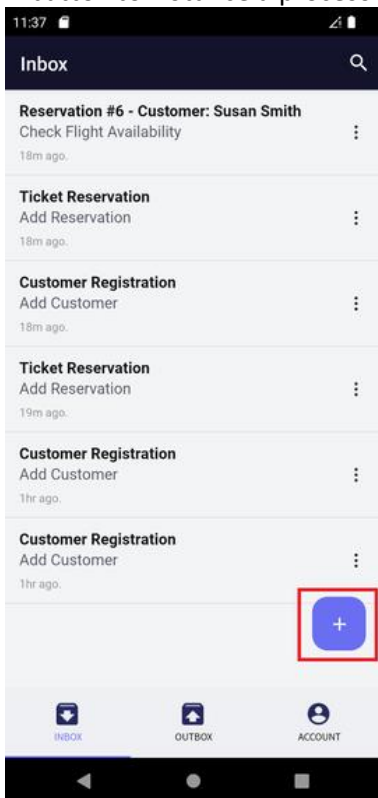 11:37
Inbox
Reservation #6 - Customer: Susan Smith
Check Flight Availability
18m ago.
Ticket Reservation
Add Reservation
18m ago.
Customer Registration
Add Customer
18m ago.
Ticket Reservation
Add Reservation
19m ago.
Customer Registration
Add Customer
1hr ago.
Customer Registration
Add Customer
1hr ago.
+
INBOX OUTBOX ACCOUNT